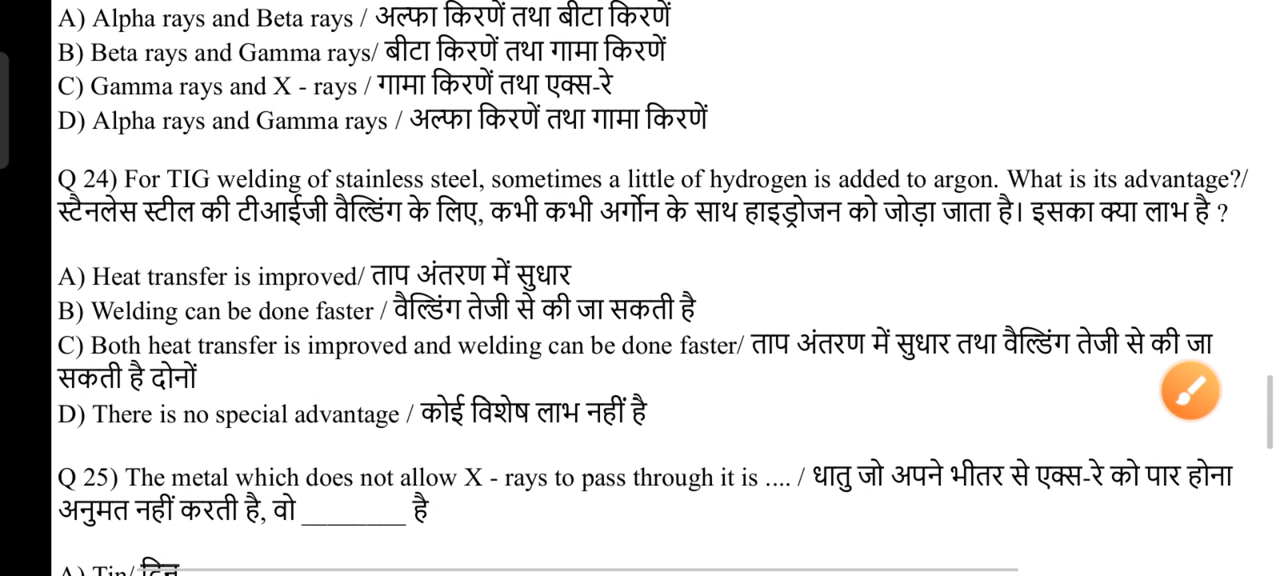 A) Alpha rays and Beta rays / अल्फा किरणें तथा बीटा किरणें
B) Beta rays and Gamma rays/ बीटा किरणें तथा गामा किरणें
C) Gamma rays and X - rays / गामा किरणें तथा एक्स-रे
D) Alpha rays and Gamma rays / अल्फा किरणें तथा गामा किरणें
Q 24) For TIG welding of stainless steel, sometimes a little of hydrogen is added to argon. What is its advantage?/
स्टैनलेस स्टील की टीआईजी वैल्डिंग के लिए, कभी कभी अर्गोन के साथ हाइड्रोजन को जोड़ा जाता है। इसका क्या लाभ है ?
A) Heat transfer is improved/ ताप अंतरण में सुधार
B) Welding can be done faster / वैल्डिंग तेजी से की जा सकती है
C) Both heat transfer is improved and welding can be done faster/ ताप अंतरण में सुधार तथा वैल्डिंग तेजी से की जा
सकती है दोनों
D) There is no special advantage / कोई विशेष लाभ नहीं है
Q 25) The metal which does not allow X - rays to pass through it is .... / धातु जो अपने भीतर से एक्स-रे को पार होना
अनुमत नहीं करती है, वो ________ है
A) Tin/ टिन